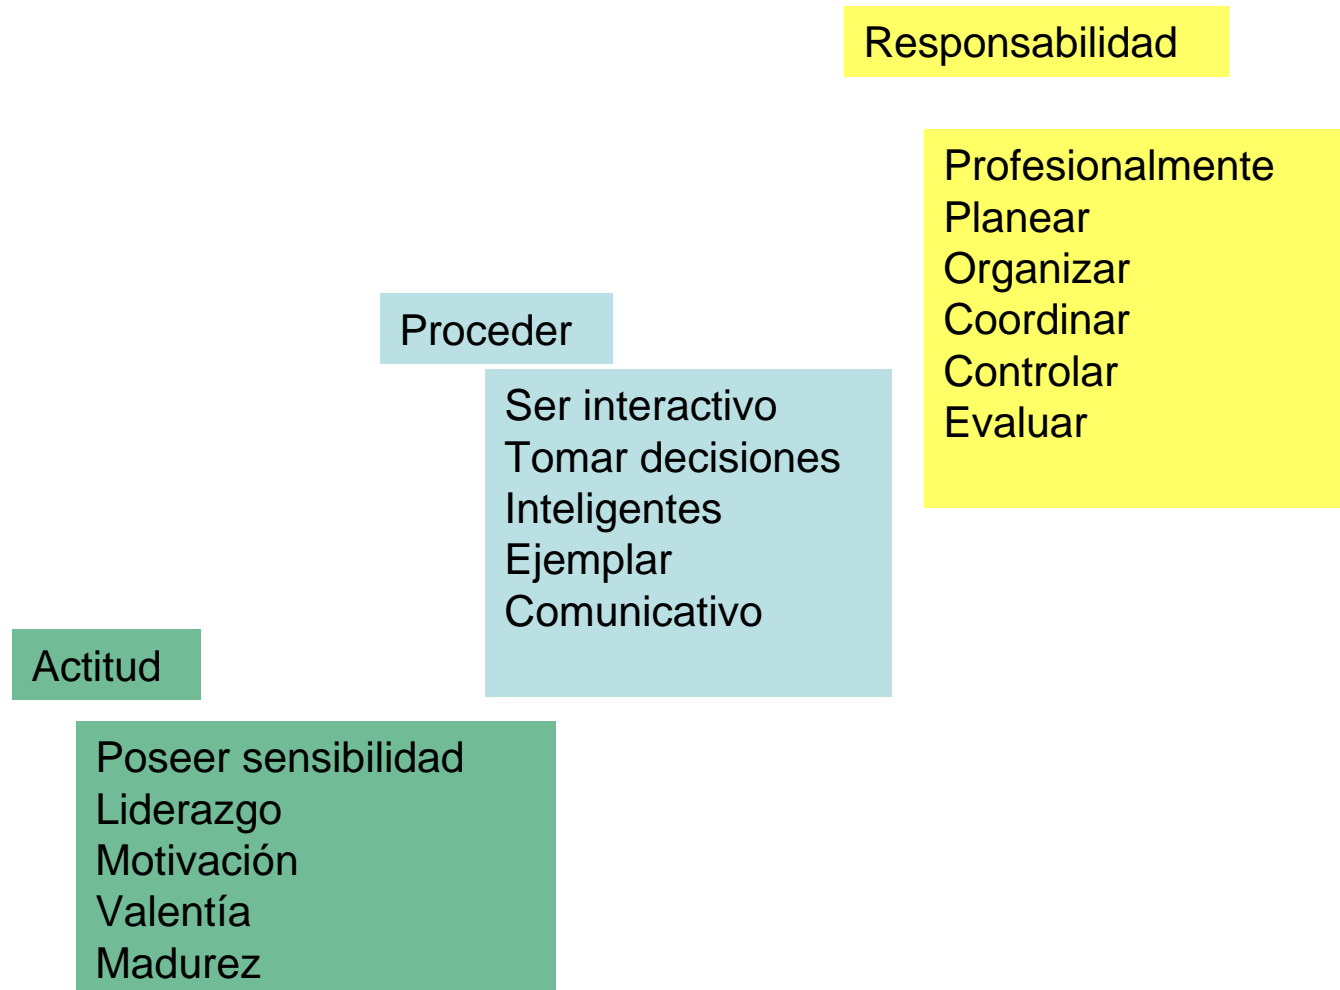 Responsabilidad
Profesionalmente
Planear
Organizar
Coordinar
Controlar
Evaluar
Proceder
Ser interactivo
Tomar decisiones
Inteligentes
Ejemplar
Comunicativo
Actitud
Poseer sensibilidad
Liderazgo
Motivación
Valentía
Madurez